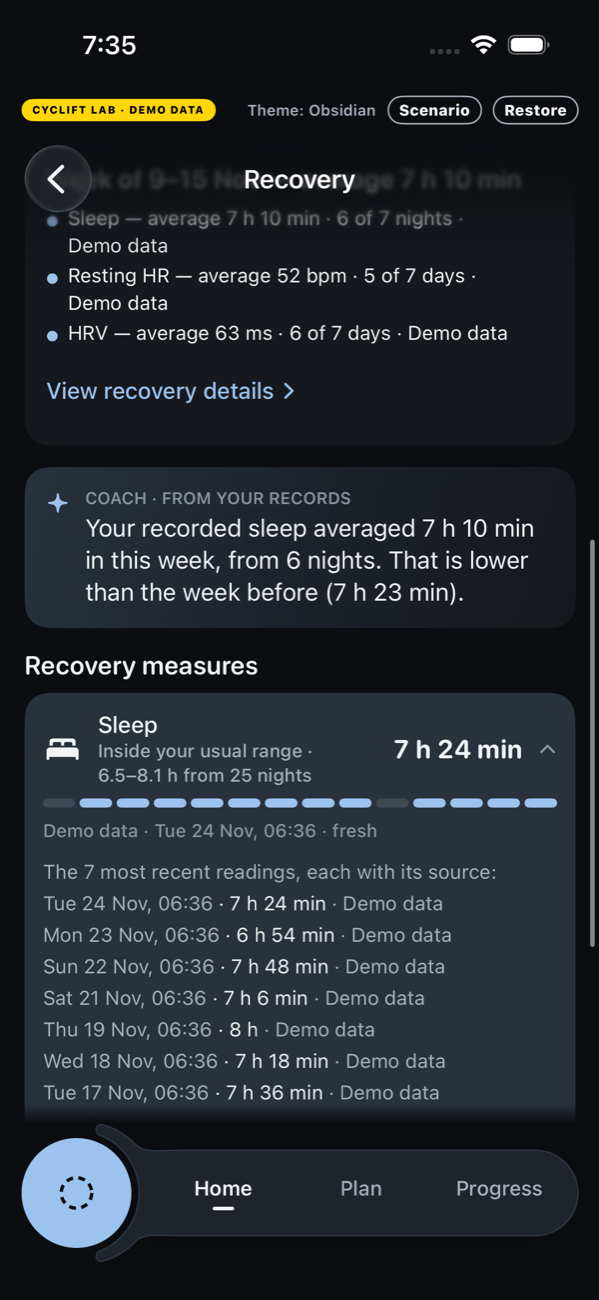 7:35
CYCLIFT LAB · DEMO DATA
Theme: Obsidian
Scenario
Restore
Recovery
Sleep — average 7 h 10 min · 6 of 7 nights ·
Demo data
Resting HR — average 52 bpm · 5 of 7 days ·
Demo data
HRV — average 63 ms · 6 of 7 days · Demo data
View recovery details
COACH · FROM YOUR RECORDS
Your recorded sleep averaged 7 h 10 min
in this week, from 6 nights. That is lower
than the week before (7 h 23 min).
Recovery measures
Sleep
Inside your usual range ·
6.5–8.1 h from 25 nights
7 h 24 min
Demo data · Tue 24 Nov, 06:36 · fresh
The 7 most recent readings, each with its source:
Tue 24 Nov, 06:36 · 7 h 24 min · Demo data
Mon 23 Nov, 06:36 · 6 h 54 min · Demo data
Sun 22 Nov, 06:36 · 7 h 48 min · Demo data
Sat 21 Nov, 06:36 · 7 h 6 min · Demo data
Thu 19 Nov, 06:36 · 8 h · Demo data
Wed 18 Nov, 06:36 · 7 h 18 min · Demo data
Tue 17 Nov, 06:36 · 7 h 36 min · Demo data
Home
Plan
Progress